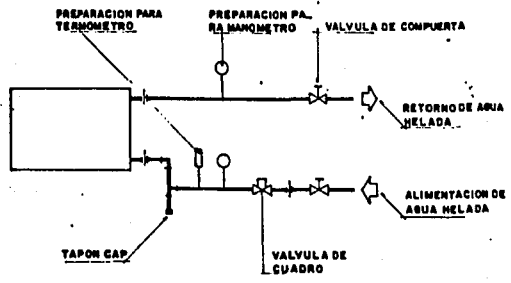 PREPARACION PARA
TERMOMETRO
PREPARACION PA_
RA MANOMETRO
VALVULA DE COMPUERTA
RETORNO DE AGUA
HELADA
ALIMENTACION DE
AGUA HELADA
TAPON CAP
VALVULA DE
CUADRO